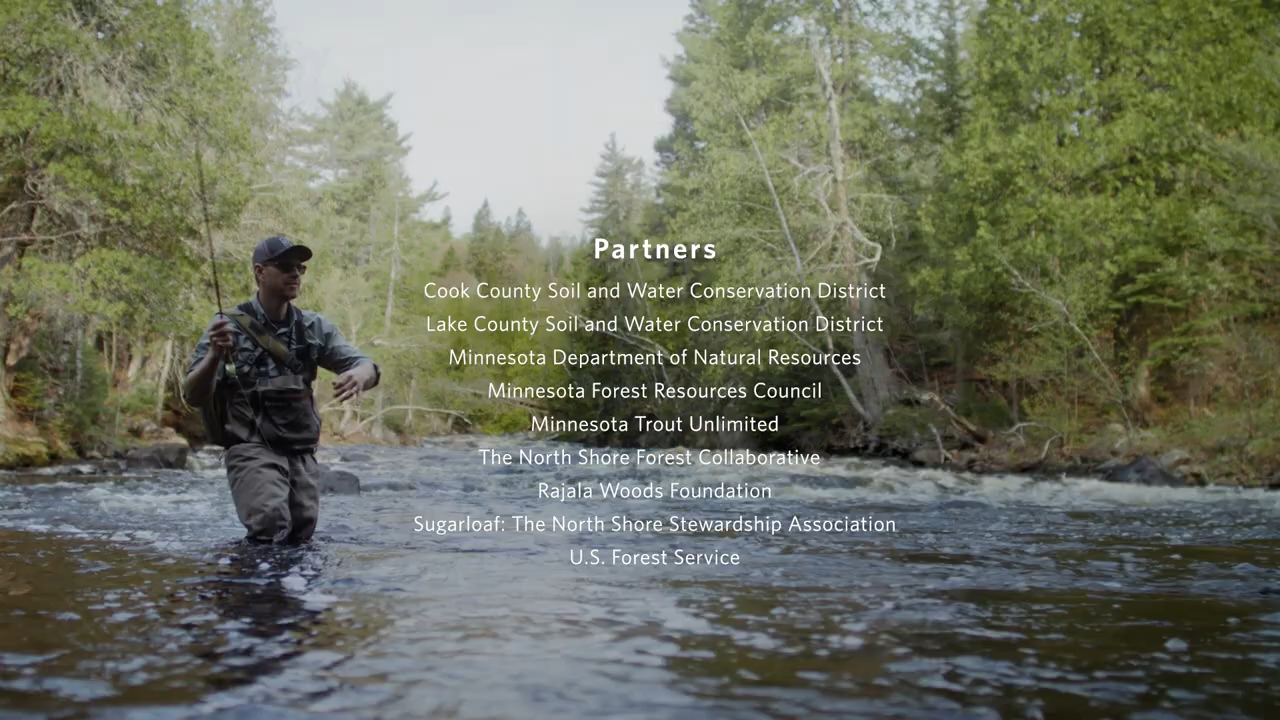 Partners
Cook County Soil and Water Conservation District
Lake County Soil and Water Conservation District
Minnesota Department of Natural Resources
Minnesota Forest Resources Council
Minnesota Trout Unlimited
The North Shore Forest Collaborative
Rajala Woods Foundation
Sugarloaf: The North Shore Stewardship Association
U.S. Forest Service